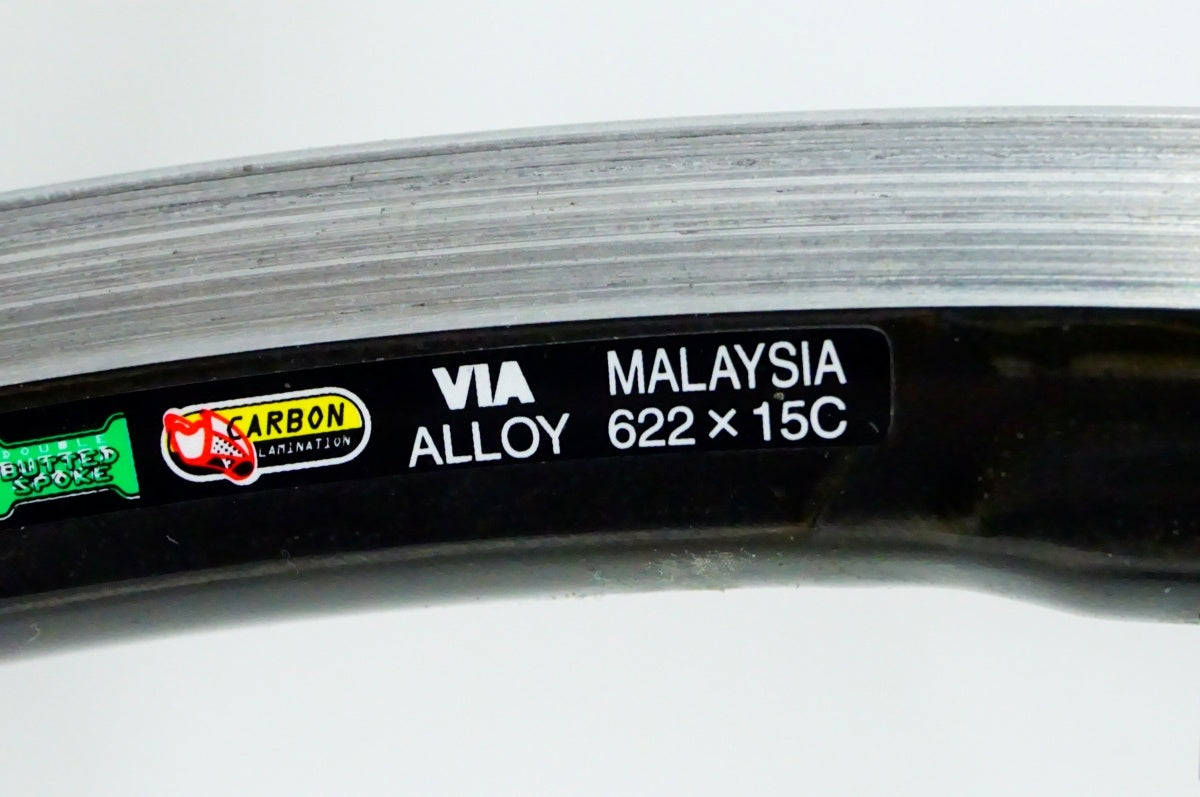 DOUBLE
BUTTED
SPOKE
CARBON
LAMINATION
VIA
ALLOY
MALAYSIA
622 × 15C